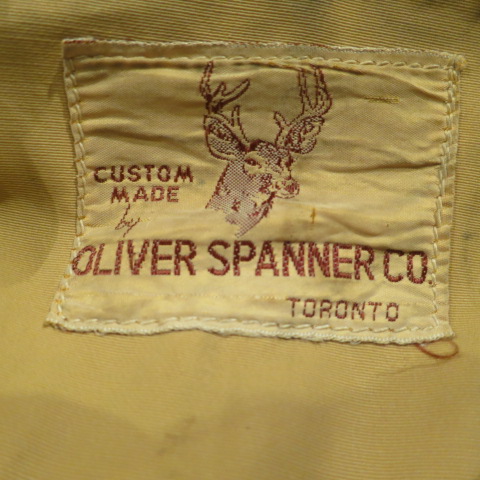 CUSTOM
MADE
by
OLIVER SPANNER CO.
TORONTO